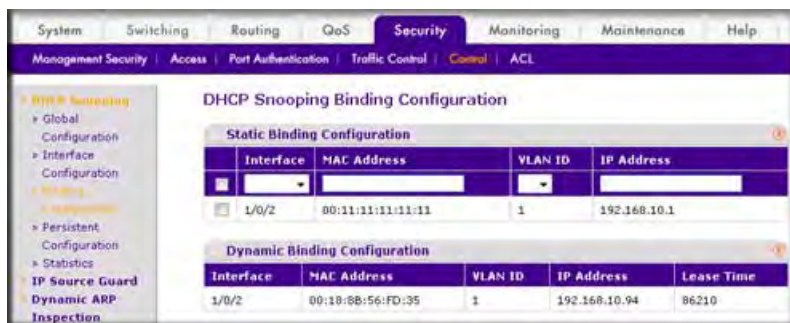 System Switching Routing QoS Security Monitoring Maintenance Help
Management Security Access Port Authentication Traffic Control Control ACL
DHCP Snooping
Global
Configuration
Interface
Configuration
Binding
Configuration
Persistent
Configuration
Statistics
IP Source Guard
Dynamic ARP
Inspection
DHCP Snooping Binding Configuration
Static Binding Configuration
Interface MAC Address VLAN ID IP Address
1/0/2 00:11:11:11:11:11 1 192.168.10.1
Dynamic Binding Configuration
Interface MAC Address VLAN ID IP Address Lease Time
1/0/2 00:18:8B:56:FD:35 1 192.168.10.94 86210